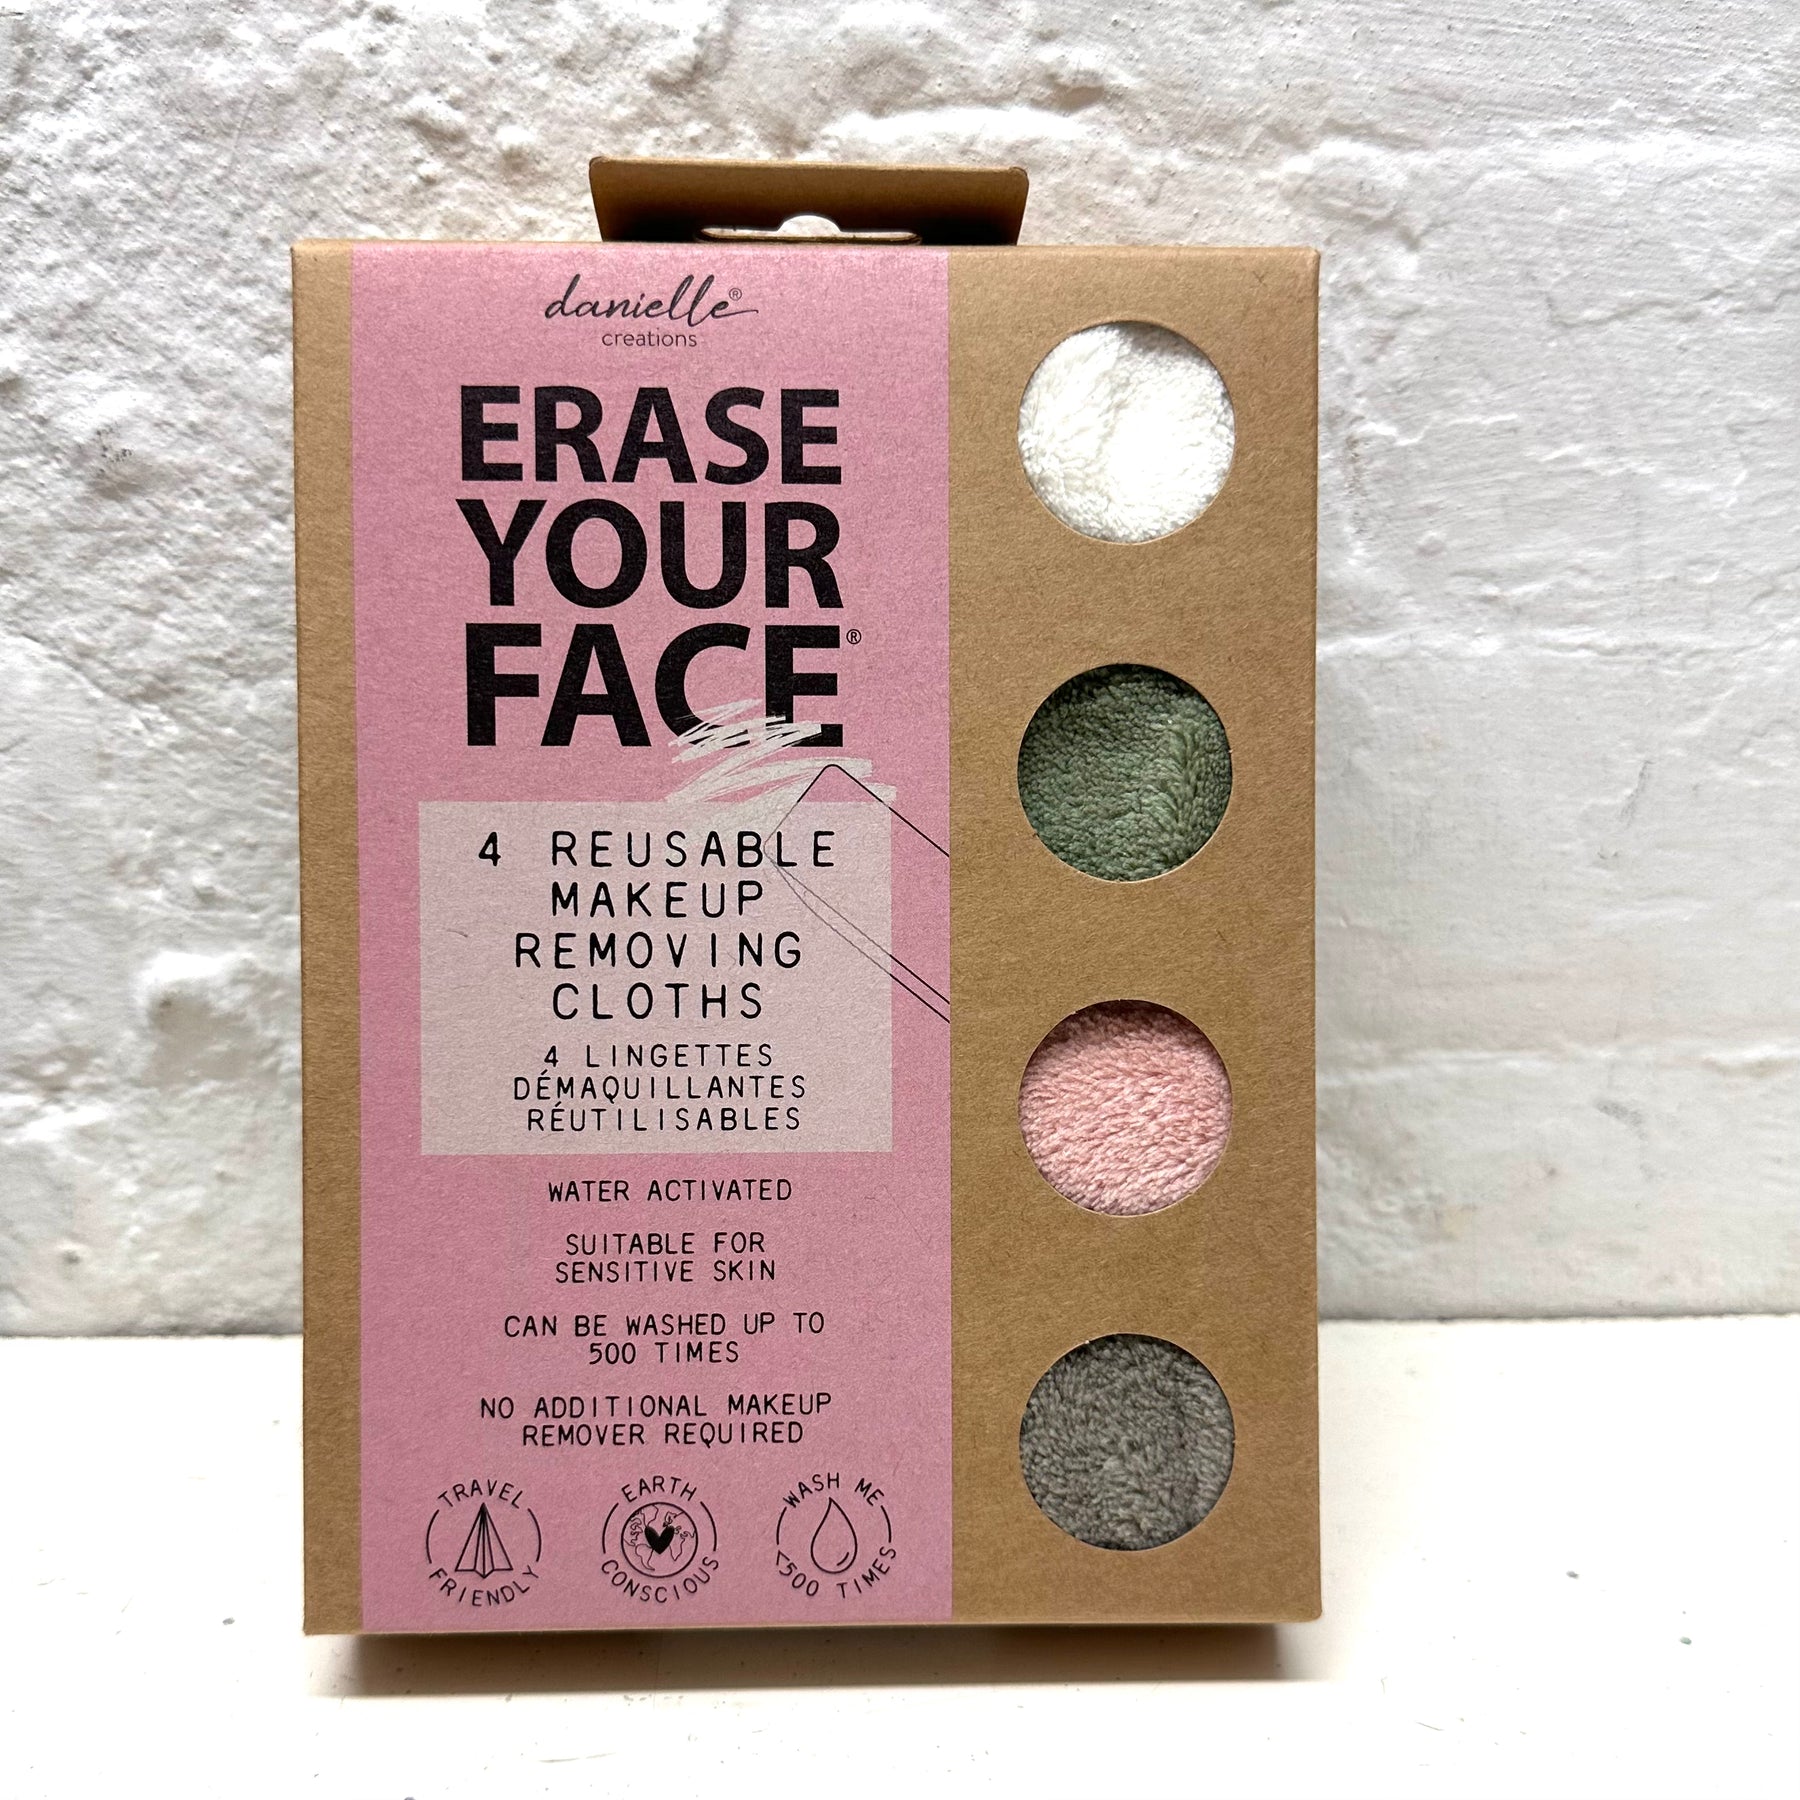 danielle®
creations
ERASE
YOUR
FACE®
4 REUSABLE
MAKEUP
REMOVING
CLOTHS
4 LINGETTES
DÉMAQUILLANTES
RÉUTILISABLES
WATER ACTIVATED
SUITABLE FOR
SENSITIVE SKIN
CAN BE WASHED UP TO
500 TIMES
NO ADDITIONAL MAKEUP
REMOVER REQUIRED
TRAVEL
FRIENDLY
EARTH
CONSCIOUS
WASH ME
<500 TIMES